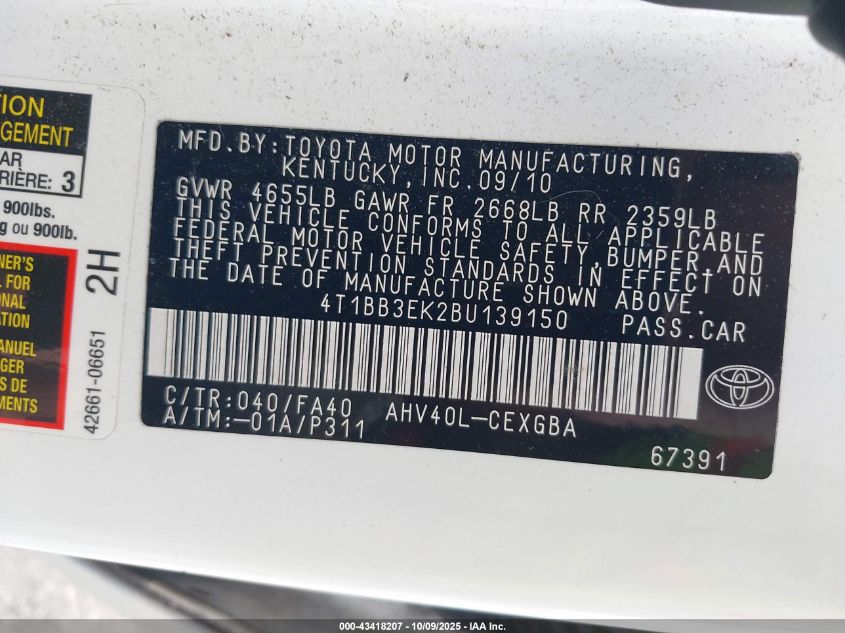 TION
GEMENT
AR
RIÈRE: 3
900lbs.
g ou 900lb.
NER'S
L FOR
ONAL
TION
ANUEL
GER
S DE
EMENTS
42661-06651
2H
MFD.BY:TOYOTA MOTOR MANUFACTURING,
KENTUCKY,INC.09/10
GVWR 4655LB GAWR FR 2668LB RR 2359LB
THIS VEHICLE CONFORMS TO ALL APPLICABLE
FEDERAL MOTOR VEHICLE SAFETY,BUMPER,AND
THEFT PREVENTION STANDARDS IN EFFECT ON
THE DATE OF MANUFACTURE SHOWN ABOVE.
4T1BB3EK2BU139150 PASS.CAR
C/TR:040/FA40 AHV40L-CEXGBA
A/TM:-01A/P311
67391
TOYOTA
000-43418207 - 10/09/2025 - IAA Inc.